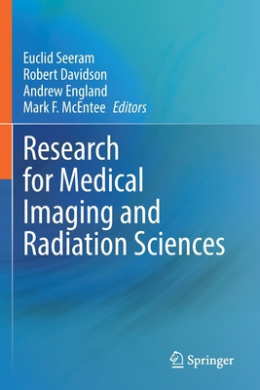 Euclid Seeram
Robert Davidson
Andrew England
Mark F. McEntee Editors
Research
for Medical
Imaging and
Radiation Sciences
Springer